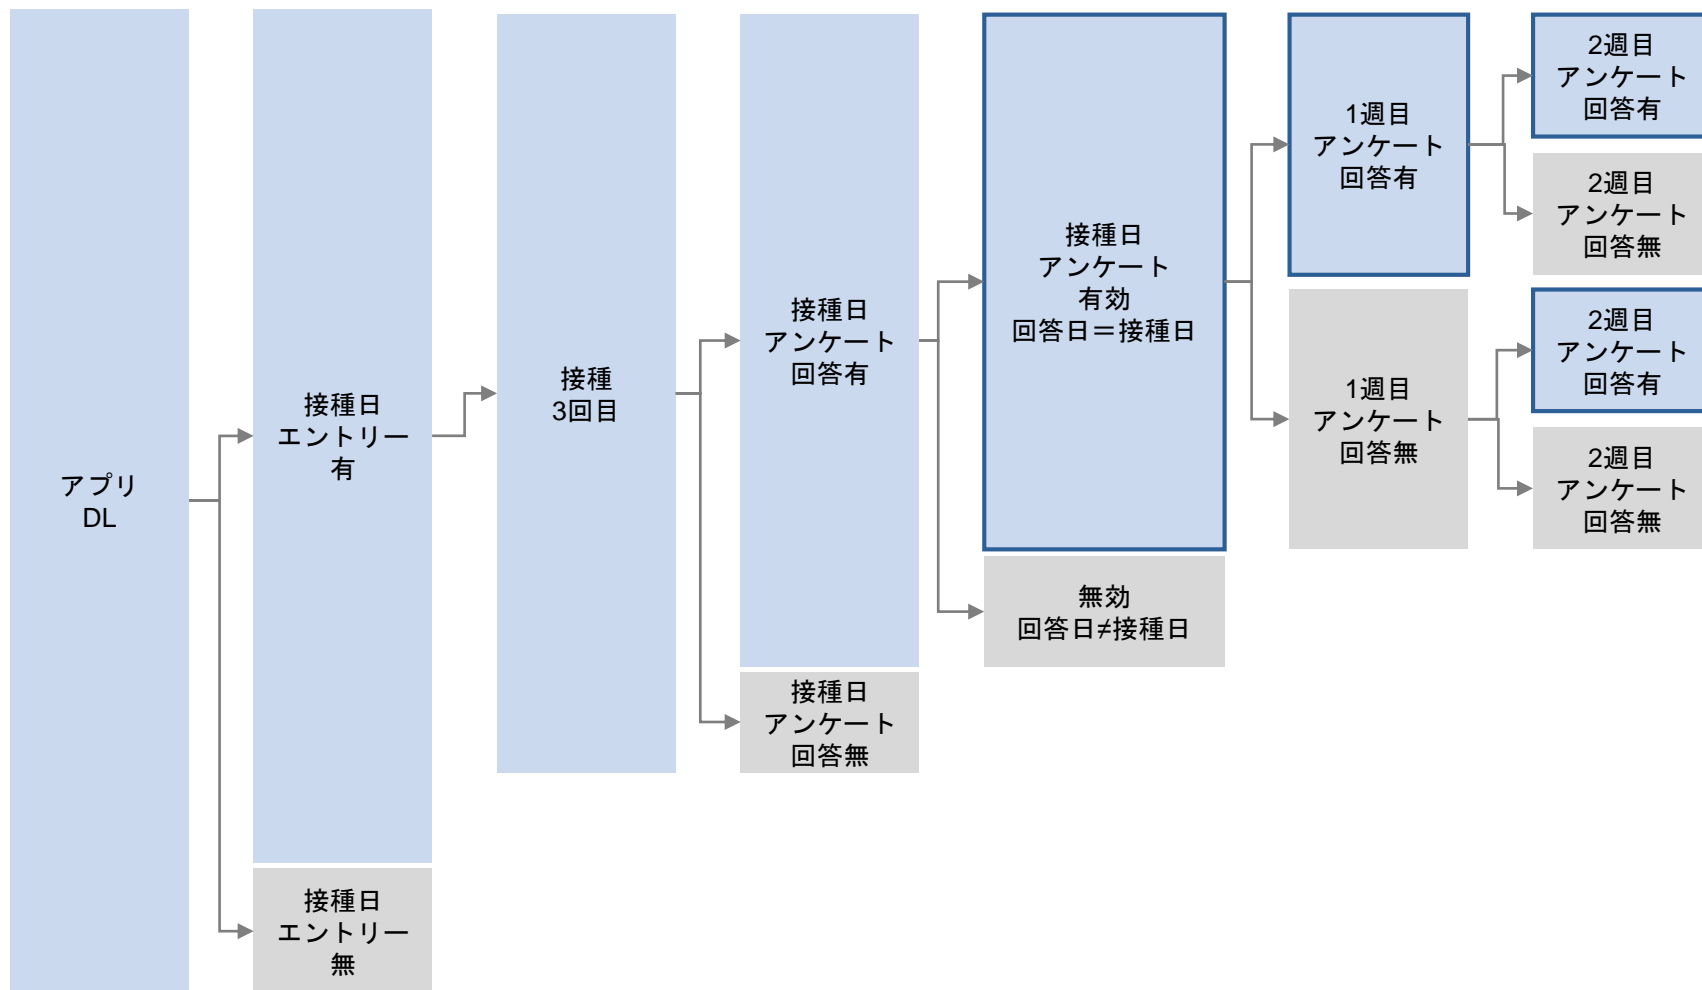 アプリ
DL
接種日
エントリー
有
接種日
エントリー
無
接種
3回目
接種日
アンケート
回答有
接種日
アンケート
回答無
接種日
アンケート
有効
回答日＝接種日
無効
回答日≠接種日
1週目
アンケート
回答有
1週目
アンケート
回答無
2週目
アンケート
回答有
2週目
アンケート
回答無
2週目
アンケート
回答有
2週目
アンケート
回答無